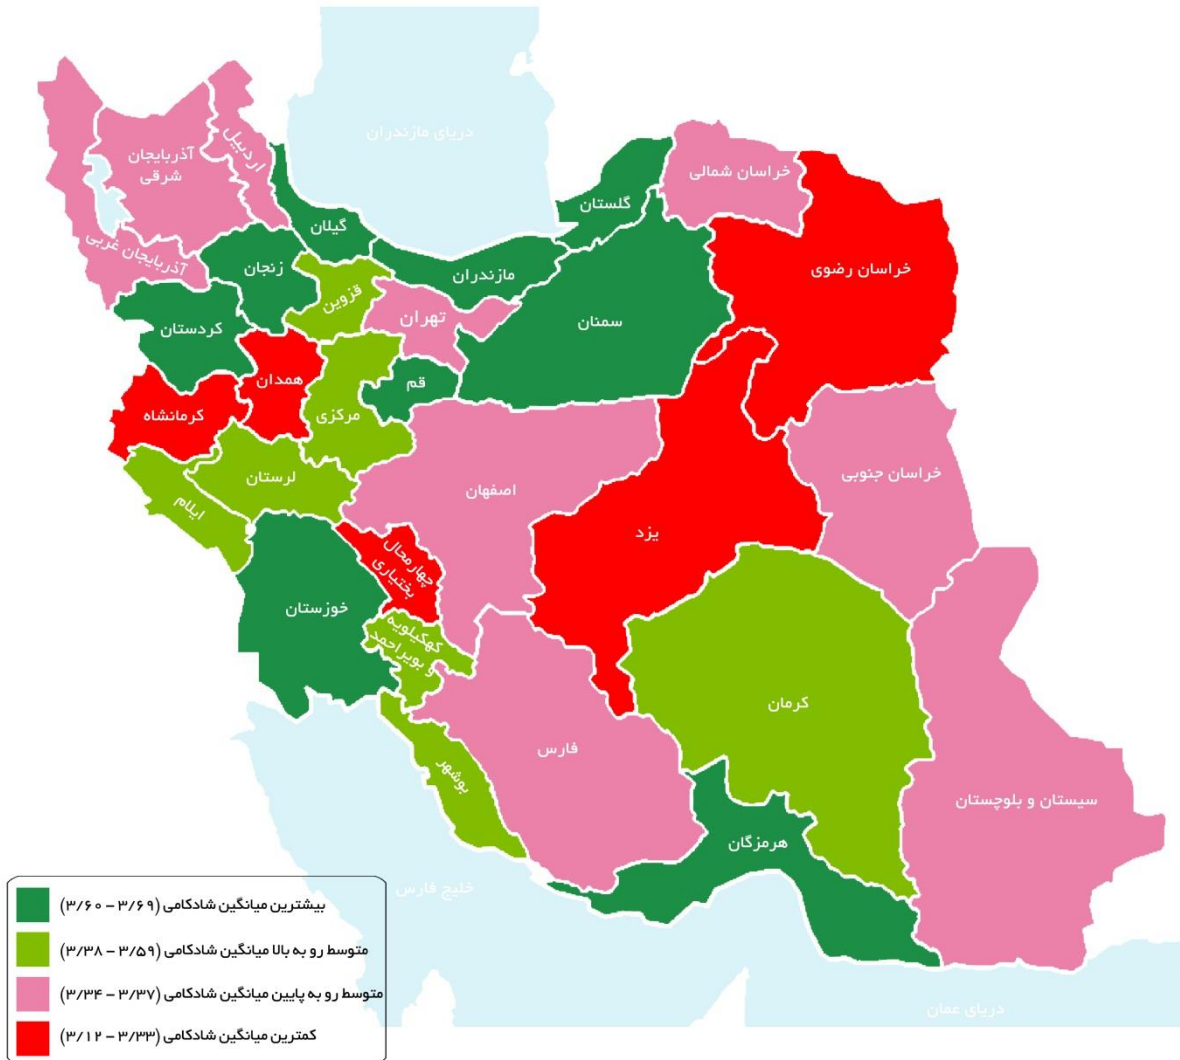 دریای مازندران
آذربایجان
شرقی
اردبیل
آذربایجان غربی
گیلان
گلستان
خراسان شمالی
خراسان رضوی
زنجان
قزوین
مازندران
تهران
سمنان
کردستان
همدان
مرکزی
قم
کرمانشاه
لرستان
ایلام
اصفهان
خراسان جنوبی
یزد
چهارمحال
بختیاری
خوزستان
کهکیلویه
و بویراحمد
کرمان
فارس
بوشهر
سیستان و بلوچستان
هرمزگان
خلیج فارس
دریای عمان
بیشترین میانگین شادکامی (۳/۶۹ - ۳/۶۰)
متوسط رو به بالا میانگین شادکامی (۳/۵۹ - ۳/۳۸)
متوسط رو به پایین میانگین شادکامی (۳/۳۷ - ۳/۳۴)
کمترین میانگین شادکامی (۳/۳۳ - ۳/۱۲)